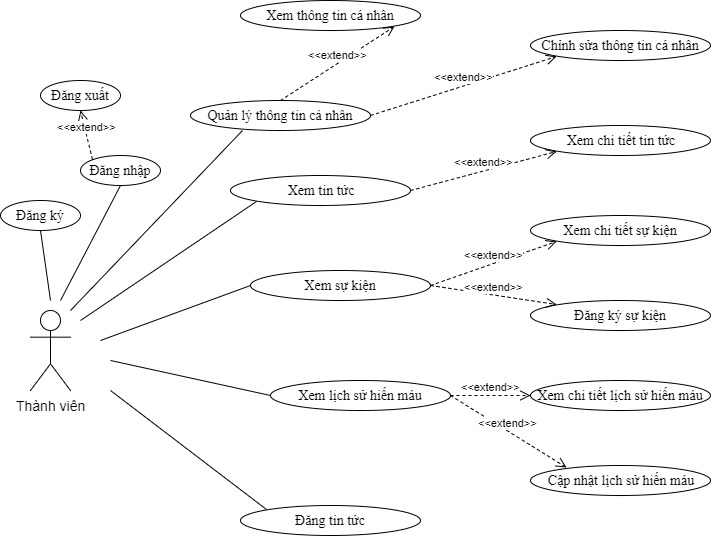 Xem thông tin cá nhân
<<extend>>
Chỉnh sửa thông tin cá nhân
<<extend>>
Đăng xuất
<<extend>>
Quản lý thông tin cá nhân
Xem chi tiết tin tức
<<extend>>
Đăng nhập
Xem tin tức
Đăng ký
Xem chi tiết sự kiện
<<extend>>
Xem sự kiện
<<extend>>
Đăng ký sự kiện
Thành viên
Xem lịch sử hiến máu
<<extend>>
Xem chi tiết lịch sử hiến máu
<<extend>>
Cập nhật lịch sử hiến máu
Đăng tin tức